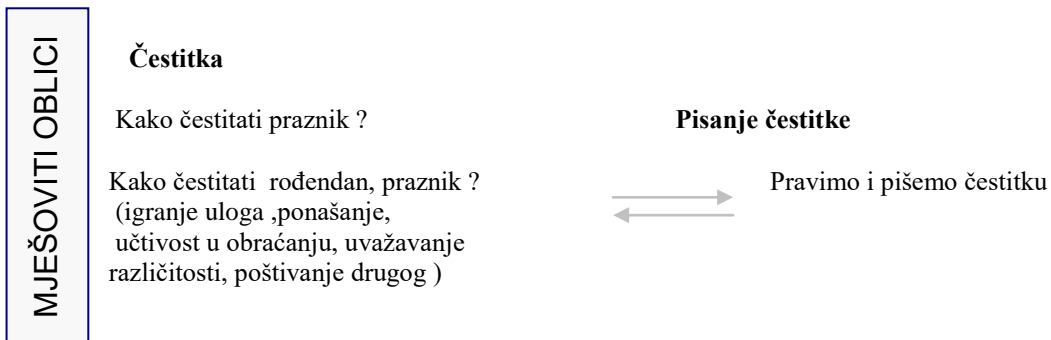 MJEŠOVITI OBLICI
Čestitka
Kako čestitati praznik ?
Pisanje čestitke
Kako čestitati rođendan, praznik ?
Pravimo i pišemo čestitku
(igranje uloga ,ponašanje,
učtivost u obraćanju, uvažavanje
različitosti, poštivanje drugog )